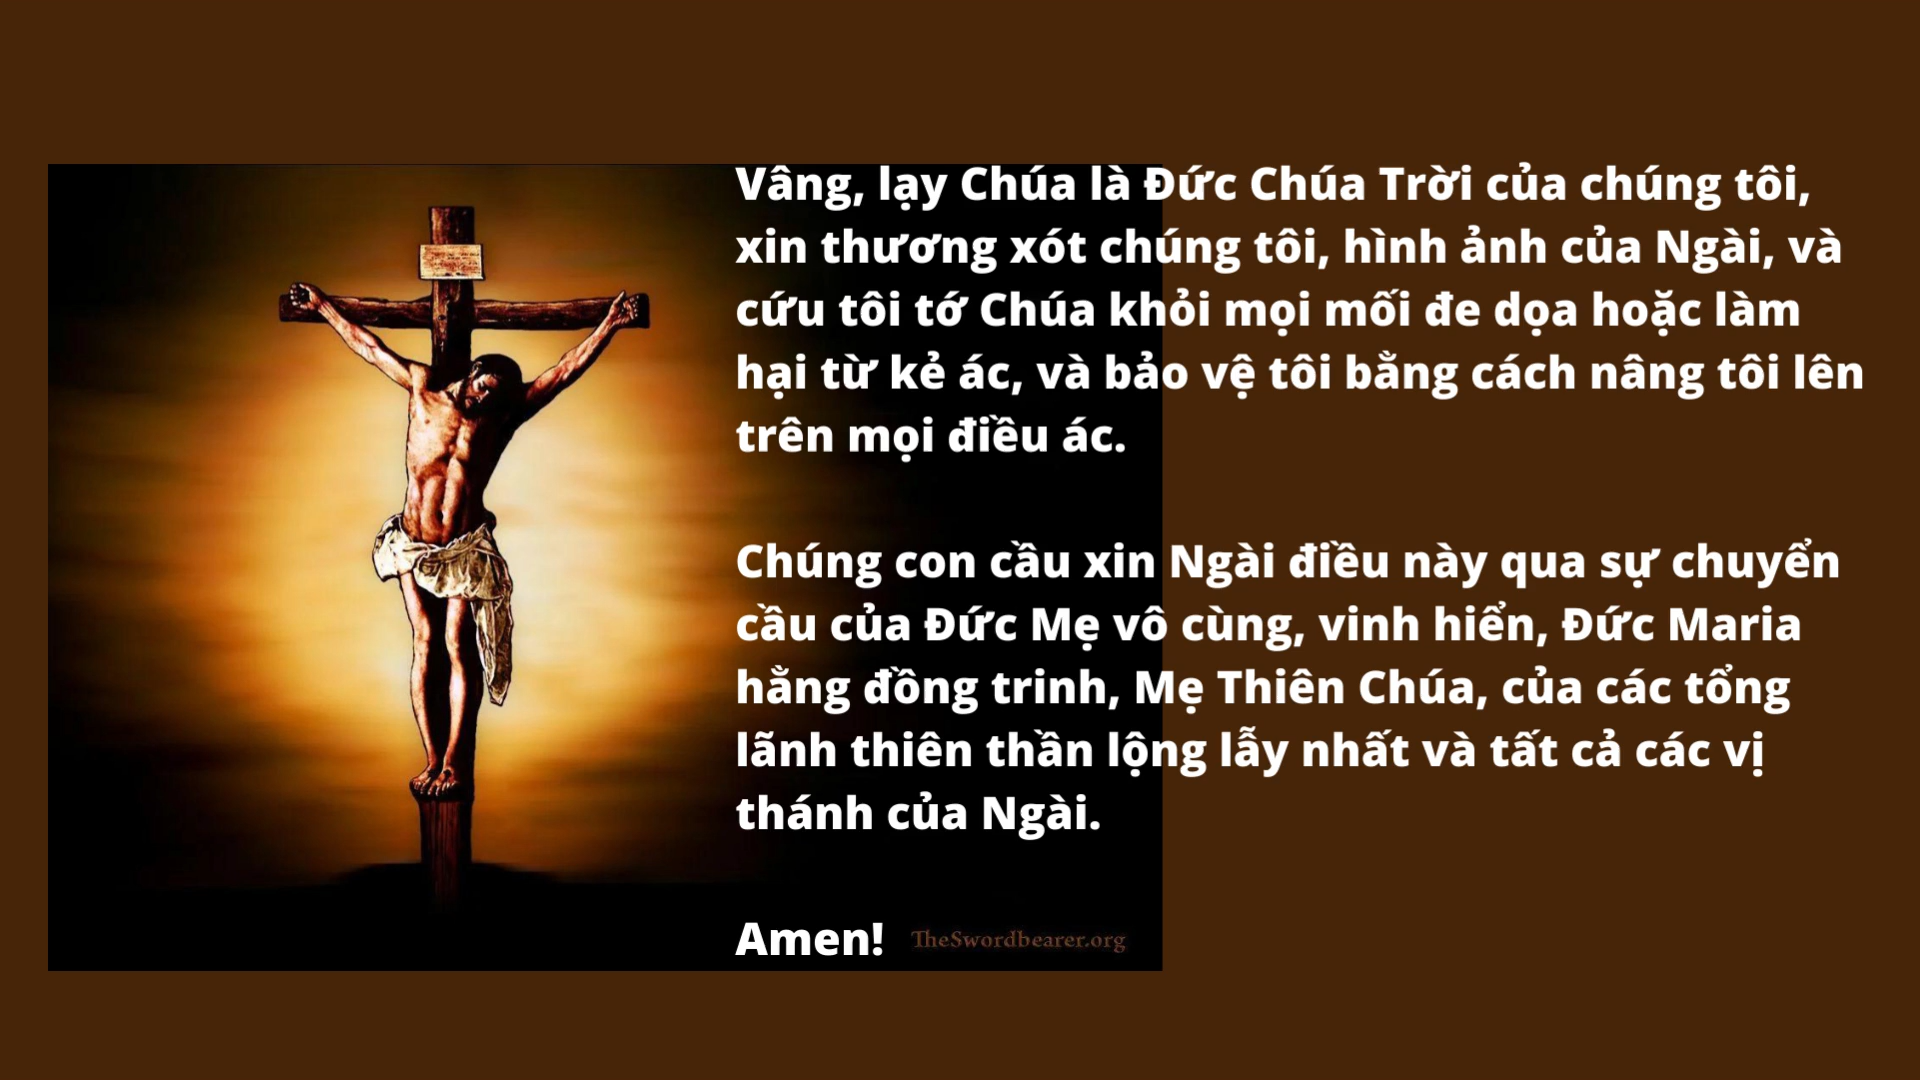 Vâng, lạy Chúa là Đức Chúa Trời của chúng tôi,
xin thương xót chúng tôi, hình ảnh của Ngài, và
cứu tôi tớ Chúa khỏi mọi mối đe dọa hoặc làm
hại từ kẻ ác, và bảo vệ tôi bằng cách nâng tôi lên
trên mọi điều ác.
Chúng con cầu xin Ngài điều này qua sự chuyển
cầu của Đức Mẹ vô cùng, vinh hiển, Đức Maria
hằng đồng trinh, Mẹ Thiên Chúa, của các tổng
lãnh thiên thần lộng lẫy nhất và tất cả các vị
thánh của Ngài.
Amen! TheSwordbearer.org